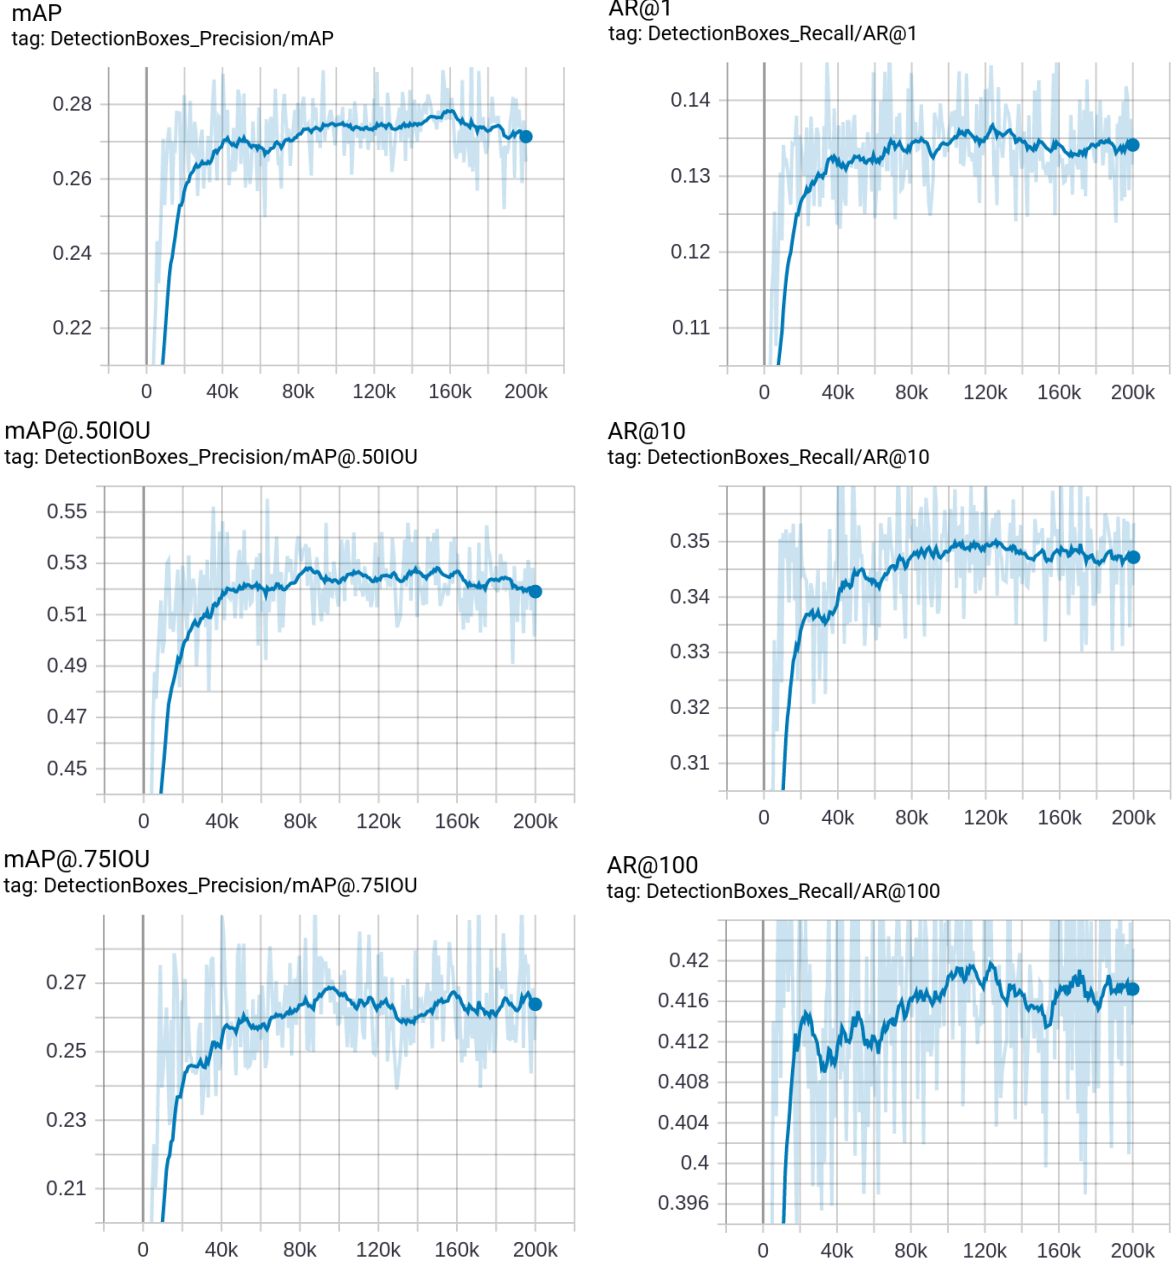 mAP
tag: DetectionBoxes_Precision/mAP
0.28
0.26
0.24
0.22
0 40k 80k 120k 160k 200k
AR@1
tag: DetectionBoxes_Recall/AR@1
0.14
0.13
0.12
0.11
0 40k 80k 120k 160k 200k
mAP@.50IOU
tag: DetectionBoxes_Precision/mAP@.50IOU
0.55
0.53
0.51
0.49
0.47
0.45
0 40k 80k 120k 160k 200k
AR@10
tag: DetectionBoxes_Recall/AR@10
0.35
0.34
0.33
0.32
0.31
0 40k 80k 120k 160k 200k
mAP@.75IOU
tag: DetectionBoxes_Precision/mAP@.75IOU
0.27
0.25
0.23
0.21
0 40k 80k 120k 160k 200k
AR@100
tag: DetectionBoxes_Recall/AR@100
0.42
0.416
0.412
0.408
0.404
0.4
0.396
0 40k 80k 120k 160k 200k